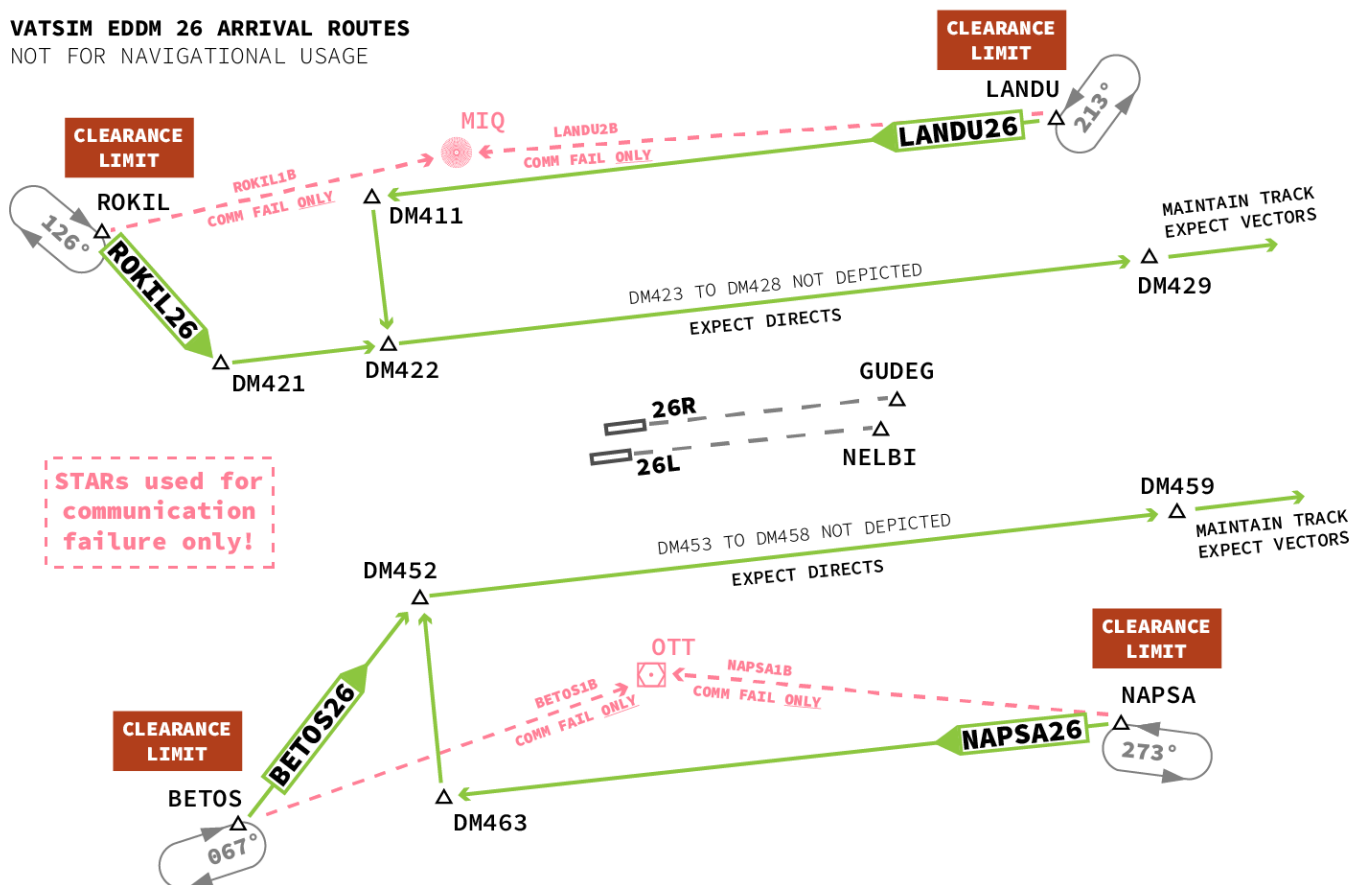 VATSIM EDDM 26 ARRIVAL ROUTES
NOT FOR NAVIGATIONAL USAGE
CLEARANCE
LIMIT
LANDU
213°
LANDU26
MIQ
LANDU2B
COMM FAIL ONLY
CLEARANCE
LIMIT
ROKIL
126°
ROKIL1B
COMM FAIL ONLY
ROKIL26
DM411
MAINTAIN TRACK
EXPECT VECTORS
DM429
DM423 TO DM428 NOT DEPICTED
EXPECT DIRECTS
DM421
DM422
GUDEG
26R
26L
NELBI
STARs used for
communication
failure only!
DM459
MAINTAIN TRACK
EXPECT VECTORS
DM453 TO DM458 NOT DEPICTED
EXPECT DIRECTS
DM452
CLEARANCE
LIMIT
NAPSA
273°
NAPSA26
OTT
NAPSA1B
COMM FAIL ONLY
BETOS1B
COMM FAIL ONLY
BETOS26
CLEARANCE
LIMIT
BETOS
067°
DM463